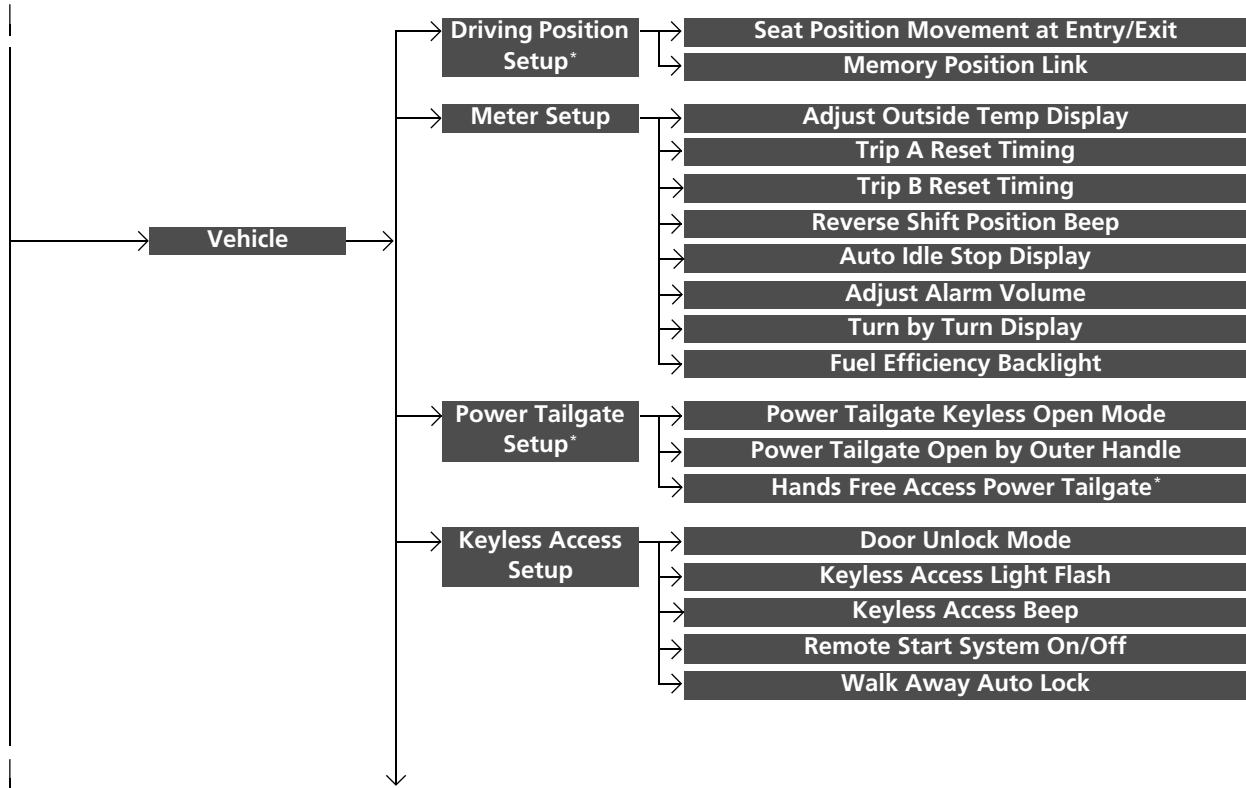 Vehicle
Driving Position
Setup*
Seat Position Movement at Entry/Exit
Memory Position Link
Meter Setup
Adjust Outside Temp Display
Trip A Reset Timing
Trip B Reset Timing
Reverse Shift Position Beep
Auto Idle Stop Display
Adjust Alarm Volume
Turn by Turn Display
Fuel Efficiency Backlight
Power Tailgate
Setup*
Power Tailgate Keyless Open Mode
Power Tailgate Open by Outer Handle
Hands Free Access Power Tailgate*
Keyless Access
Setup
Door Unlock Mode
Keyless Access Light Flash
Keyless Access Beep
Remote Start System On/Off
Walk Away Auto Lock